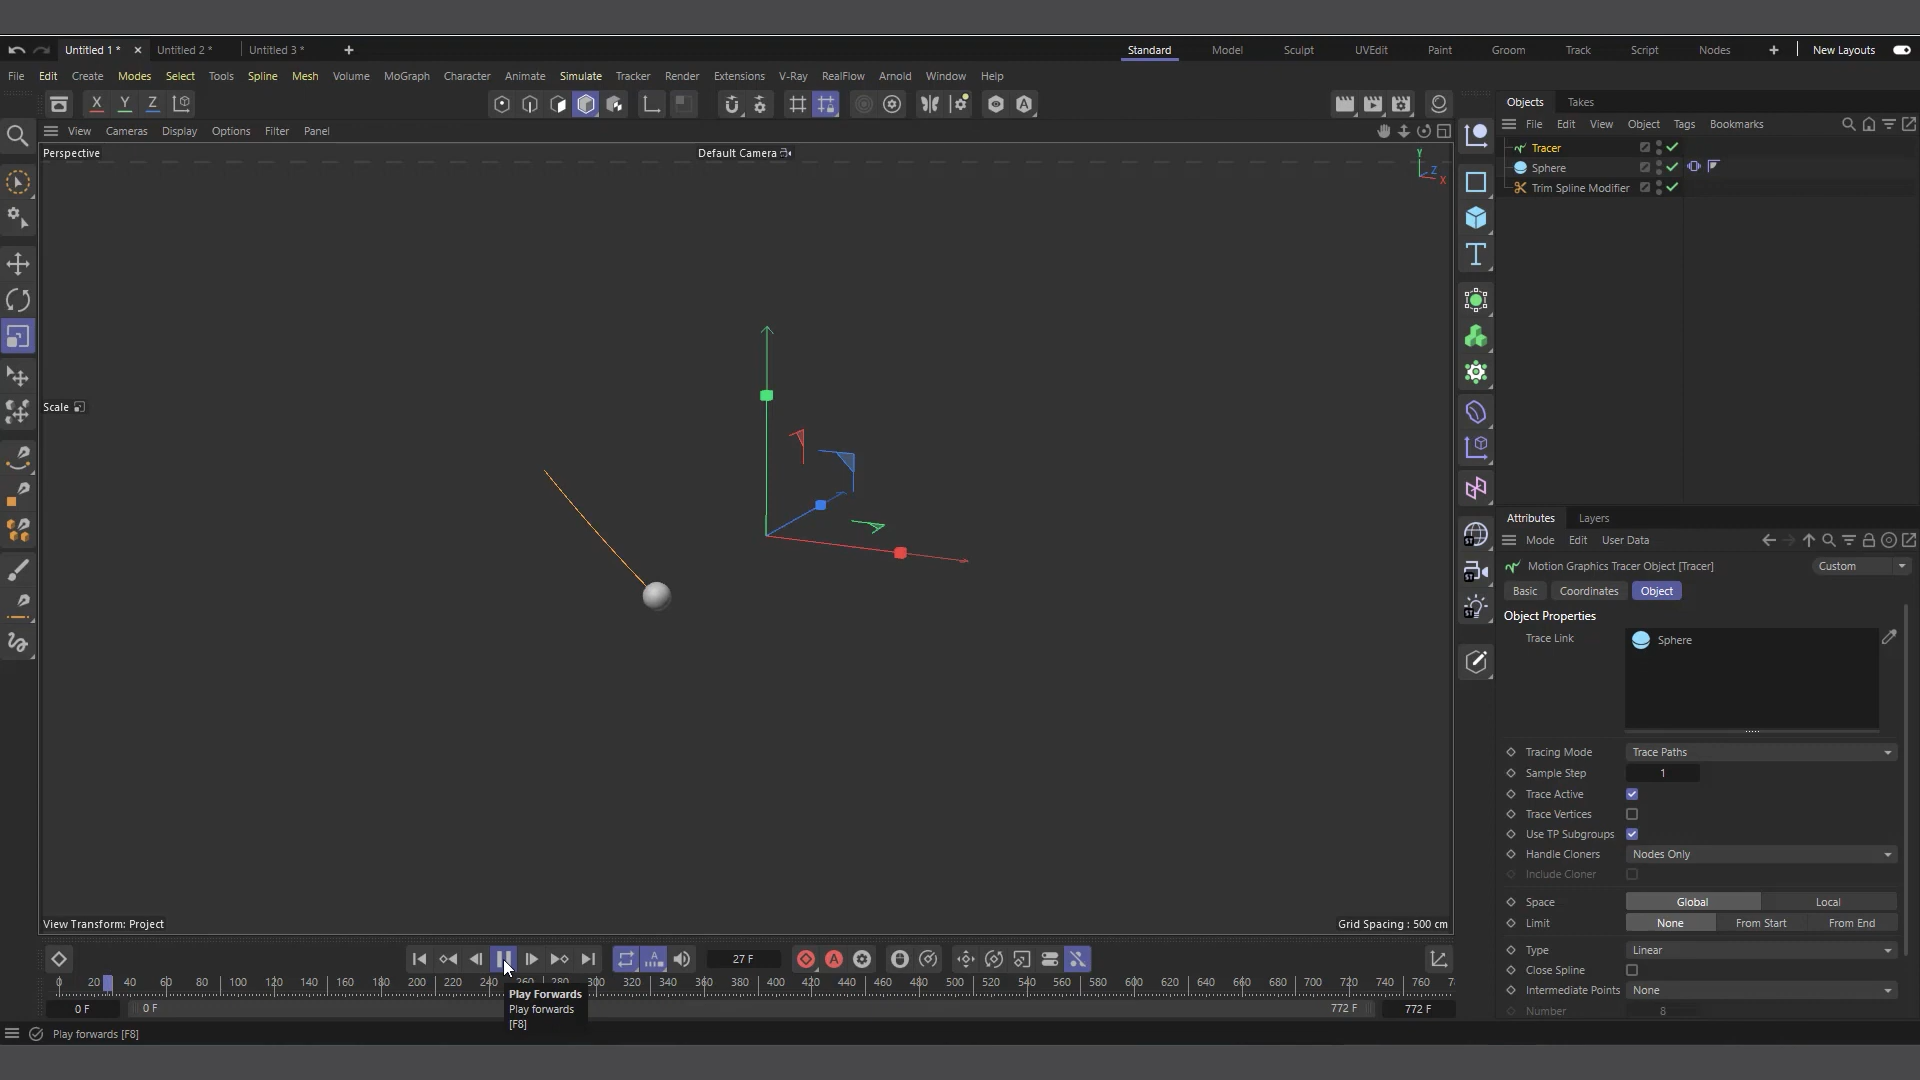 Untitled 1 *
Untitled 2 *
Untitled 3 *
Standard
Model
Sculpt
UVEdit
Paint
Groom
Track
Script
Nodes
New Layouts
File Edit Create Modes Select Tools Spline Mesh Volume MoGraph Character Animate Simulate Tracker Render Extensions V-Ray RealFlow Arnold Window Help
X Y Z
View Cameras Display Options Filter Panel
Perspective
Default Camera
Y
Z
X
Scale
View Transform: Project
Grid Spacing : 500 cm
Objects Takes
File Edit View Object Tags Bookmarks
Tracer
Sphere
Trim Spline Modifier
Attributes Layers
Mode Edit User Data
Motion Graphics Tracer Object [Tracer]
Custom
Basic Coordinates Object
Object Properties
Trace Link
Sphere
Tracing Mode Trace Paths
Sample Step 1
Trace Active
Trace Vertices
Use TP Subgroups
Handle Cloners Nodes Only
Include Cloner
Space Global Local
Limit None From Start From End
Type Linear
Close Spline
Intermediate Points None
Number 8
27 F
0 20 40 60 80 100 120 140 160 180 200 220 240 260 280 300 320 340 360 380 400 420 440 460 480 500 520 540 560 580 600 620 640 660 680 700 720 740 760
0 F
0 F
772 F
772 F
Play Forwards
Play forwards
[F8]
Play forwards [F8]